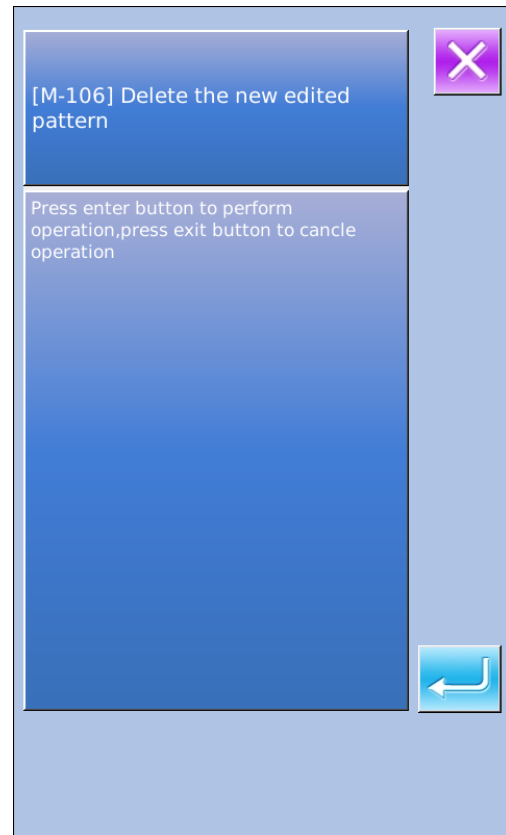 [M-106] Delete the new edited
pattern
Press enter button to perform
operation,press exit button to cancle
operation